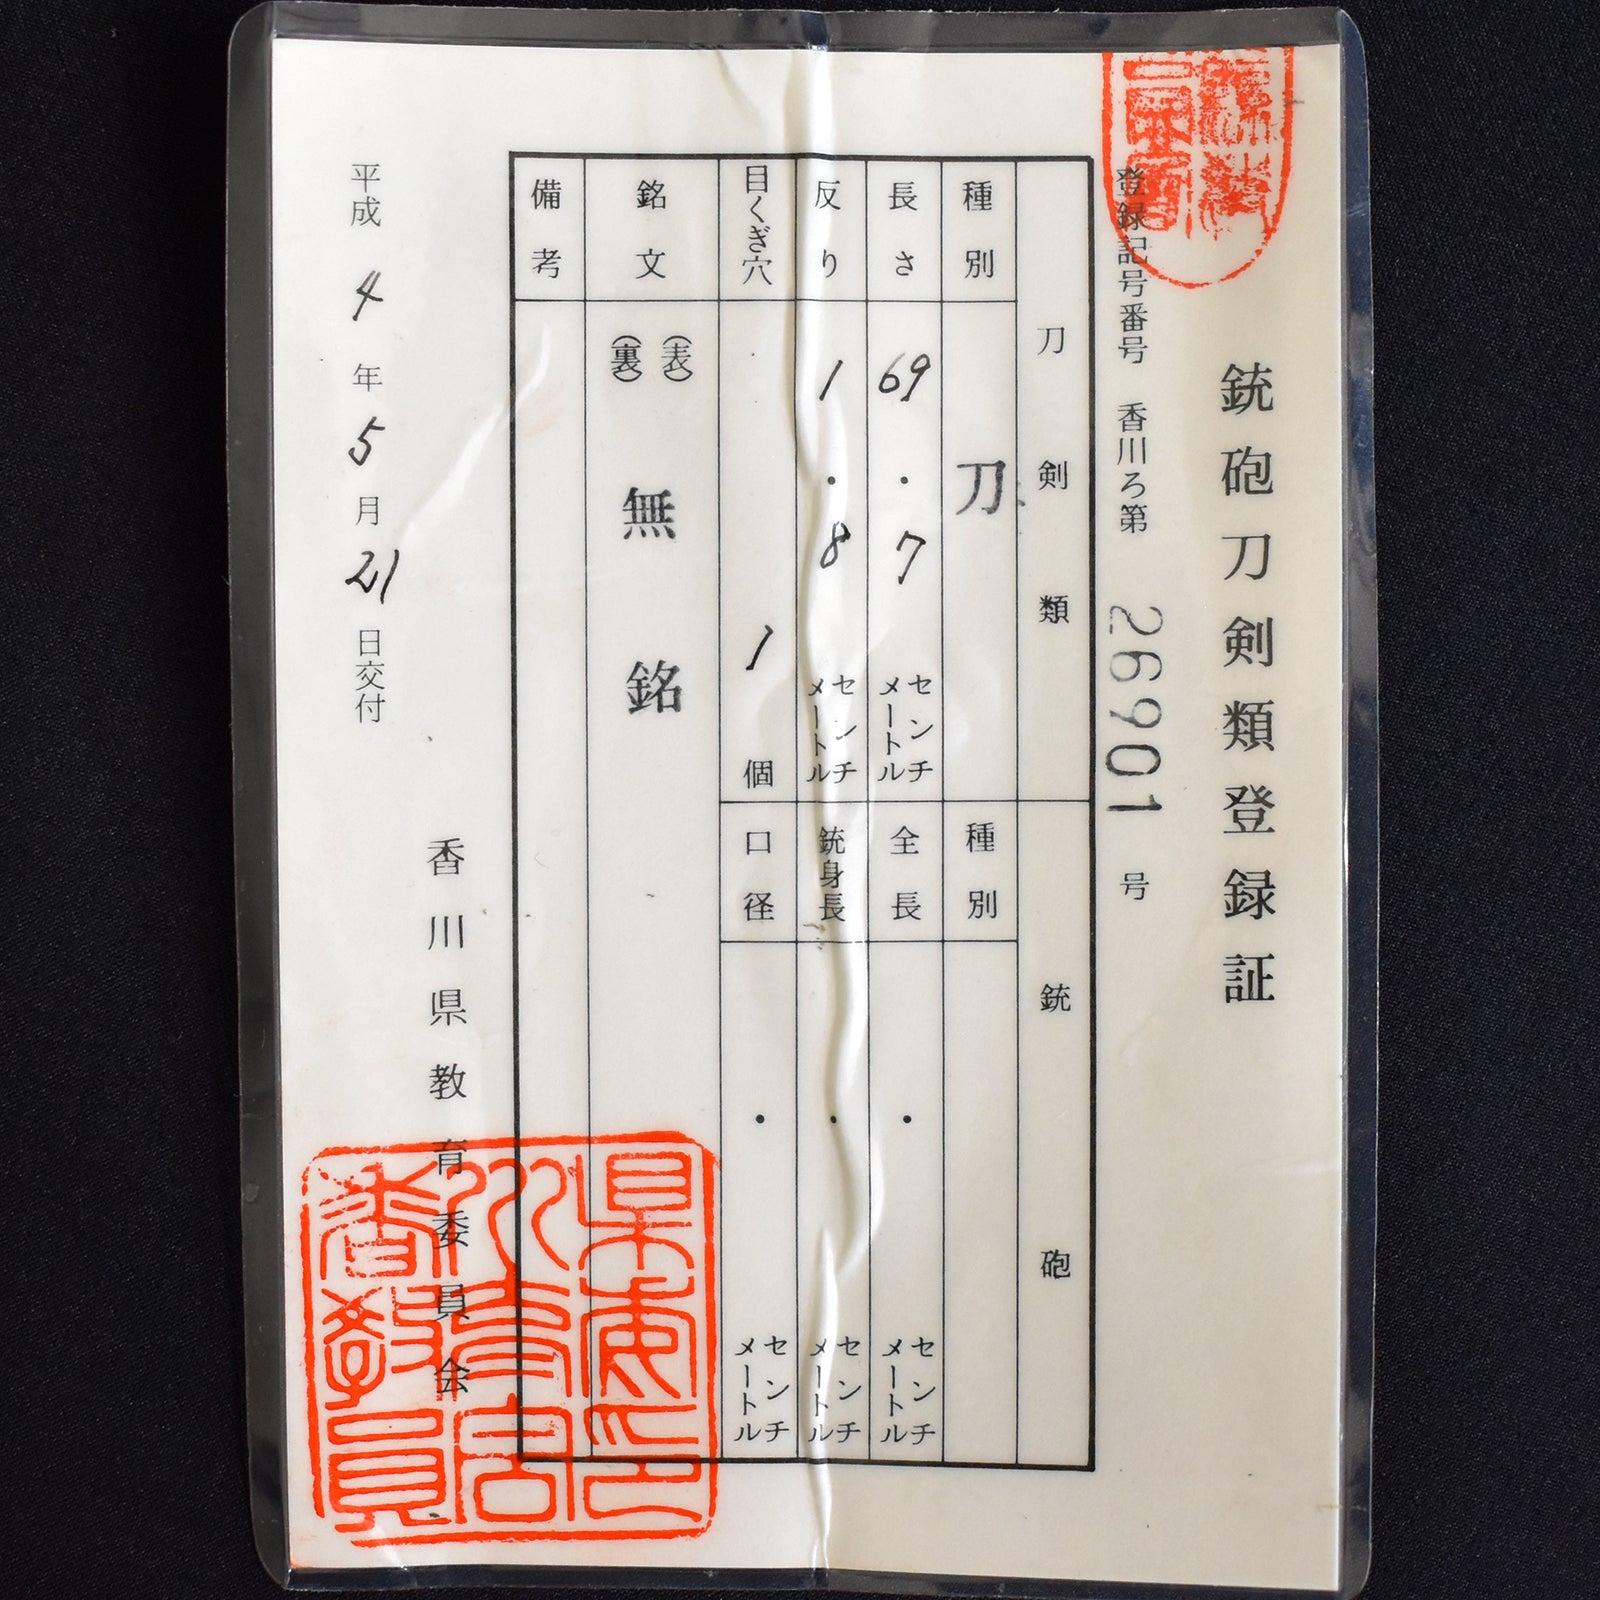 銃砲刀剣類登録証
登録記号番号 香川ろ第 26901 号
刀剣類
種別 刀
長さ 69.7 センチメートル
反り 1.8 センチメートル
目くぎ穴 1 個
銘文 (表) (裏) 無銘
備考
銃砲
種別
全長 ・ センチメートル
銃身長 ・ センチメートル
口径 ・ センチメートル
平成 4 年 5 月 21 日交付
香川県教育委員会